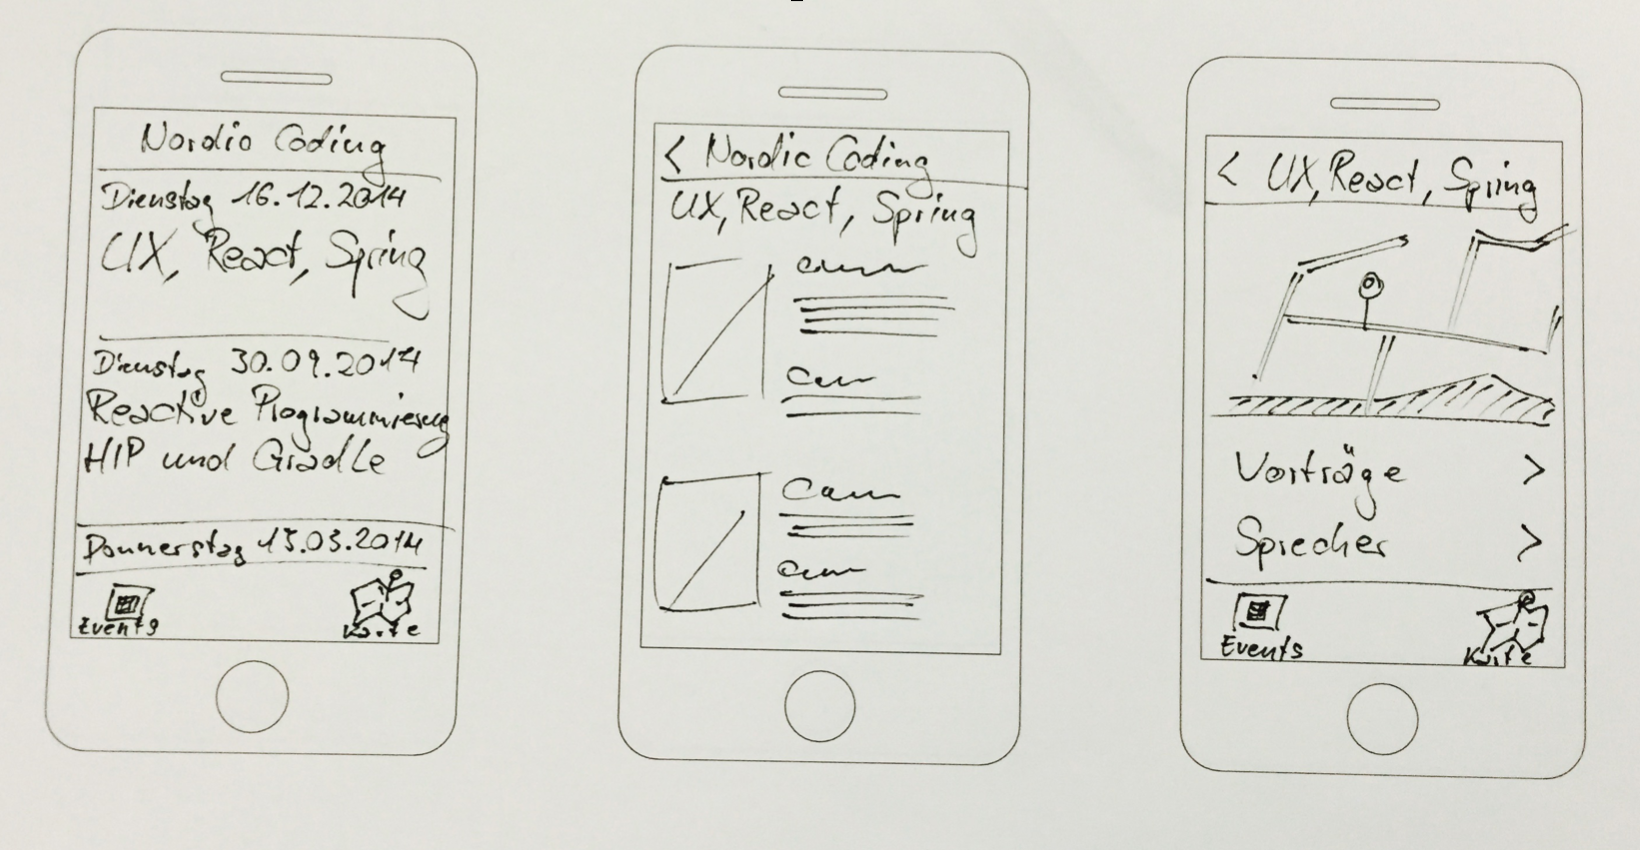 Nordic Coding
Dienstag 16.12.2014
UX, React, Spring
Dienstag 30.09.2014
Reactive Programmierung
HIP und Gradle
Donnerstag 13.03.2014
Events
Karte
< Nordic Coding
UX, React, Spring
< UX, React, Spring
Vorträge >
Sprecher >
Events
Karte